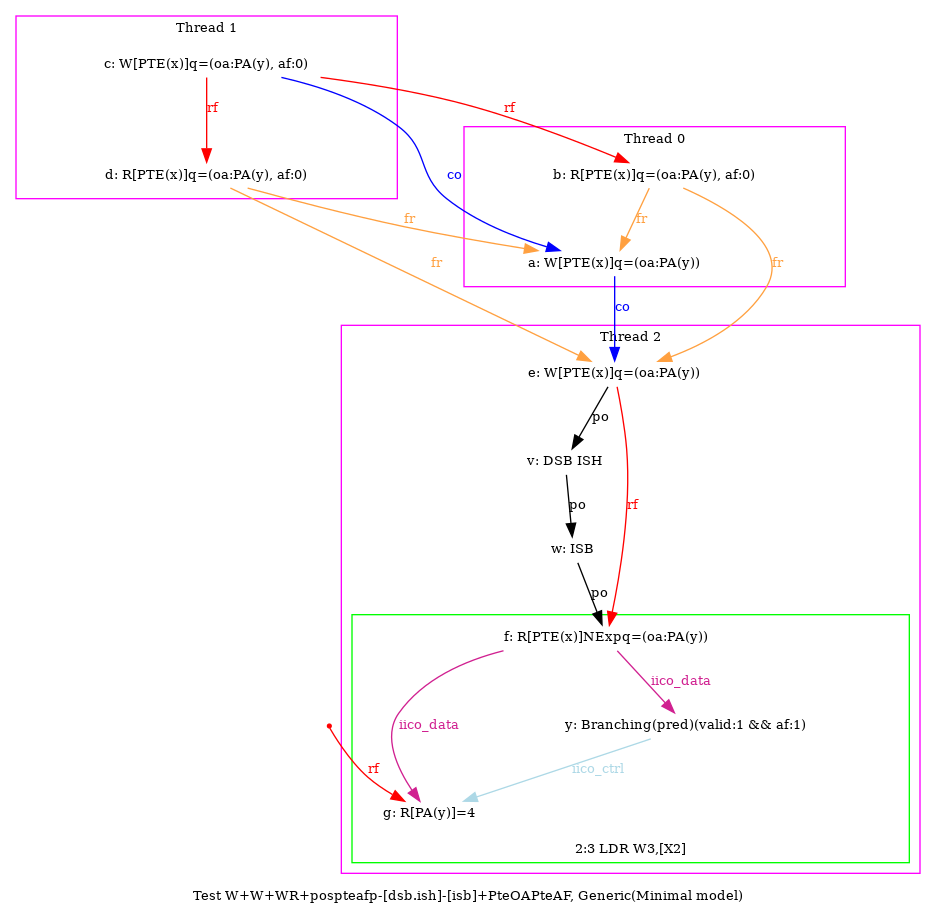 Thread 1
c: W[PTE(x)]q=(oa:PA(y), af:0)
rf
rf
Thread 0
co
d: R[PTE(x)]q=(oa:PA(y), af:0)
b: R[PTE(x)]q=(oa:PA(y), af:0)
fr
fr
fr
fr
a: W[PTE(x)]q=(oa:PA(y))
co
Thread 2
e: W[PTE(x)]q=(oa:PA(y))
po
v: DSB ISH
po
rf
w: ISB
po
f: R[PTE(x)]NExpq=(oa:PA(y))
iico_data
iico_data
y: Branching(pred)(valid:1 && af:1)
rf
iico_ctrl
g: R[PA(y)]=4
2:3 LDR W3,[X2]
Test W+W+WR+pospteafp-[dsb.ish]-[isb]+PteOAPteAF, Generic(Minimal model)